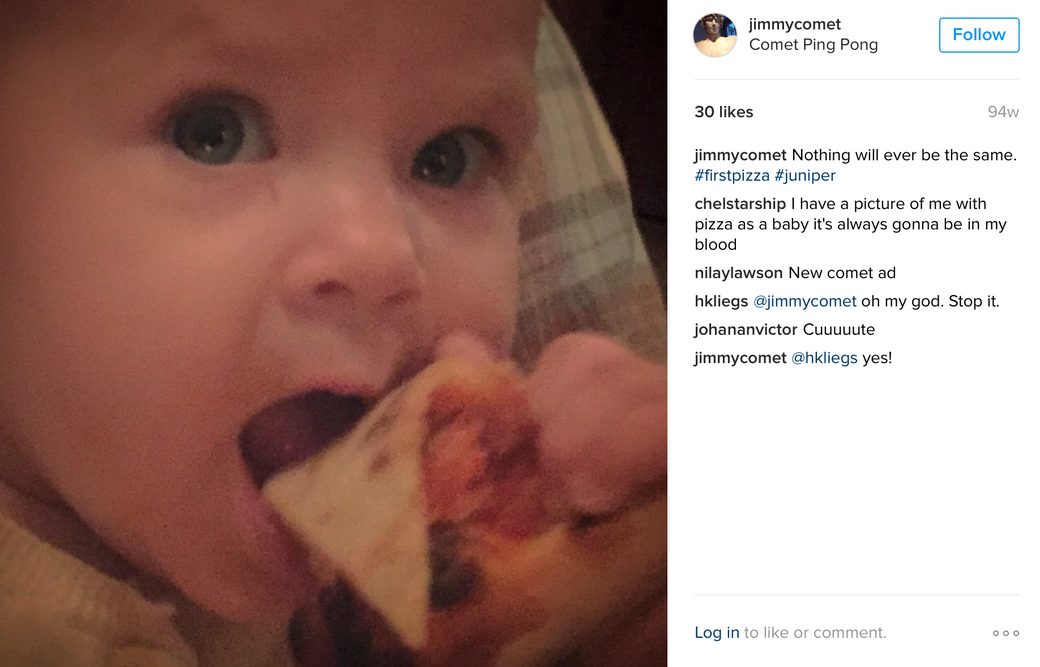 jimmycomet
Comet Ping Pong
Follow
30 likes
94w
jimmycomet Nothing will ever be the same.
#firstpizza #juniper
chelstarship I have a picture of me with
pizza as a baby it's always gonna be in my
blood
nilaylawson New comet ad
hkliegs @jimmycomet oh my god. Stop it.
johananvictor Cuuuuute
jimmycomet @hkliegs yes!
Log in to like or comment.